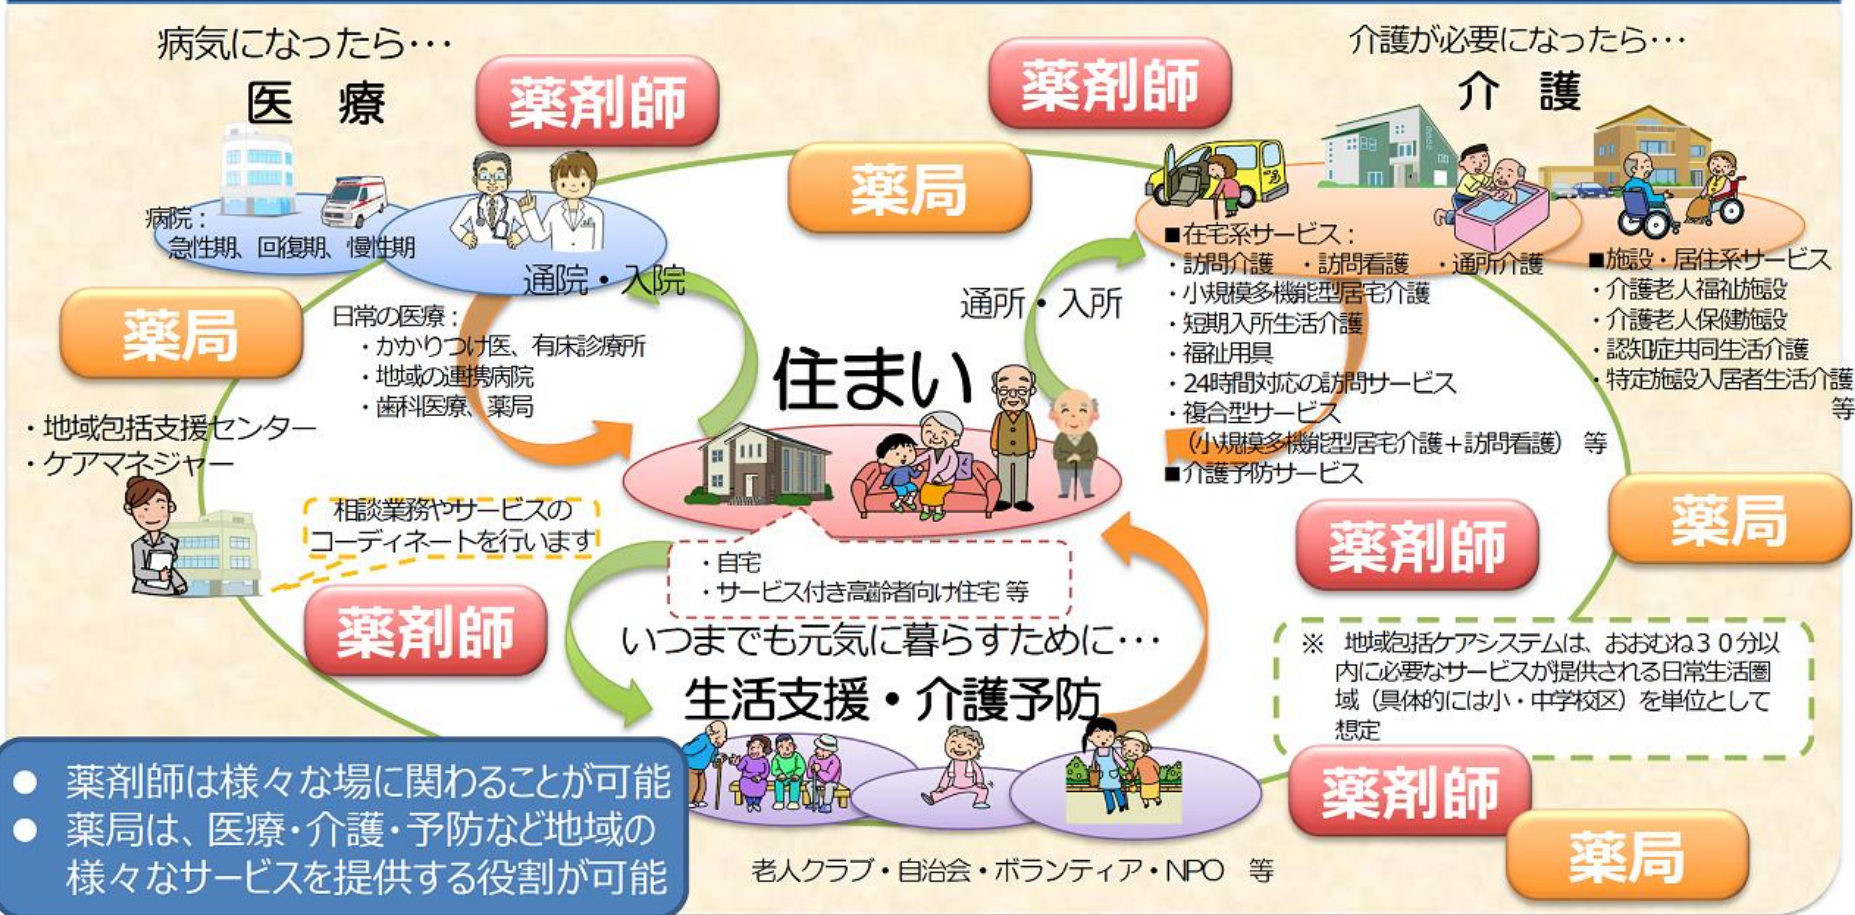 病気になったら･･･
医　療
薬剤師
薬剤師
介護が必要になったら･･･
介　護
薬局
病院：
急性期、回復期、慢性期
通院・入院
日常の医療：
・かかりつけ医、有床診療所
・地域の連携病院
・歯科医療、薬局
薬局
通所・入所
■在宅系サービス：
・訪問介護　・訪問看護　・通所介護
・小規模多機能型居宅介護
・短期入所生活介護
・福祉用具
・24時間対応の訪問サービス
・複合型サービス
（小規模多機能型居宅介護＋訪問看護）　等
■介護予防サービス
■施設・居住系サービス
・介護老人福祉施設
・介護老人保健施設
・認知症共同生活介護
・特定施設入居者生活介護
等
住まい
・地域包括支援センター
・ケアマネジャー
相談業務やサービスの
コーディネートを行います
・自宅
・サービス付き高齢者向け住宅 等
薬剤師
薬局
薬剤師
いつまでも元気に暮らすために･･･
生活支援・介護予防
※　地域包括ケアシステムは、おおむね３０分以
内に必要なサービスが提供される日常生活圏
域（具体的には小・中学校区）を単位として
想定
薬剤師
薬局
老人クラブ・自治会・ボランティア・NPO　等
● 薬剤師は様々な場に関わることが可能
● 薬局は、医療・介護・予防など地域の
様々なサービスを提供する役割が可能